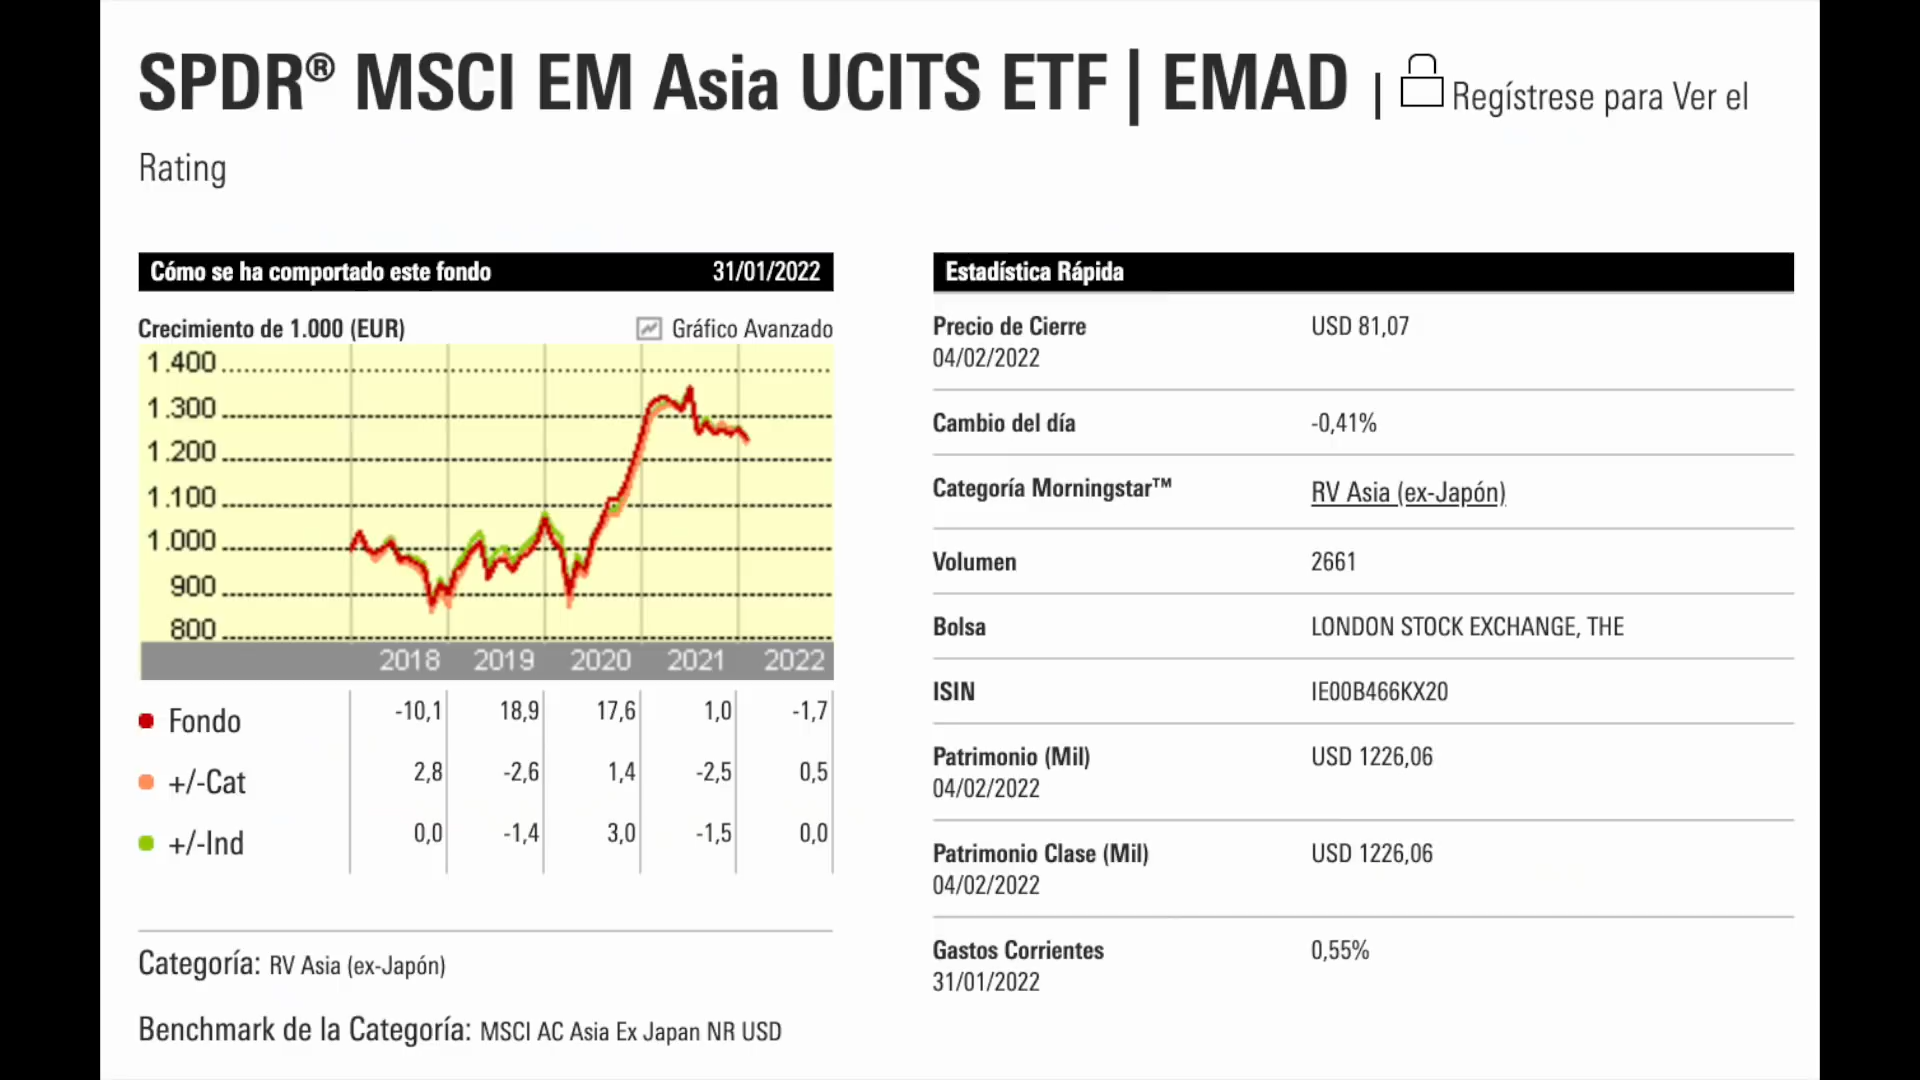 SPDR® MSCI EM Asia UCITS ETF | EMAD | Regístrese para Ver el
Rating
Cómo se ha comportado este fondo 31/01/2022
Crecimiento de 1.000 (EUR) Gráfico Avanzado
1.400
1.300
1.200
1.100
1.000
900
800
2018 2019 2020 2021 2022
Fondo -10,1 18,9 17,6 1,0 -1,7
+/-Cat 2,8 -2,6 1,4 -2,5 0,5
+/-Ind 0,0 -1,4 3,0 -1,5 0,0
Categoría: RV Asia (ex-Japón)
Benchmark de la Categoría: MSCI AC Asia Ex Japan NR USD
Estadística Rápida
Precio de Cierre USD 81,07
04/02/2022
Cambio del día -0,41%
Categoría Morningstar™ RV Asia (ex-Japón)
Volumen 2661
Bolsa LONDON STOCK EXCHANGE, THE
ISIN IE00B466KX20
Patrimonio (Mil) USD 1226,06
04/02/2022
Patrimonio Clase (Mil) USD 1226,06
04/02/2022
Gastos Corrientes 0,55%
31/01/2022